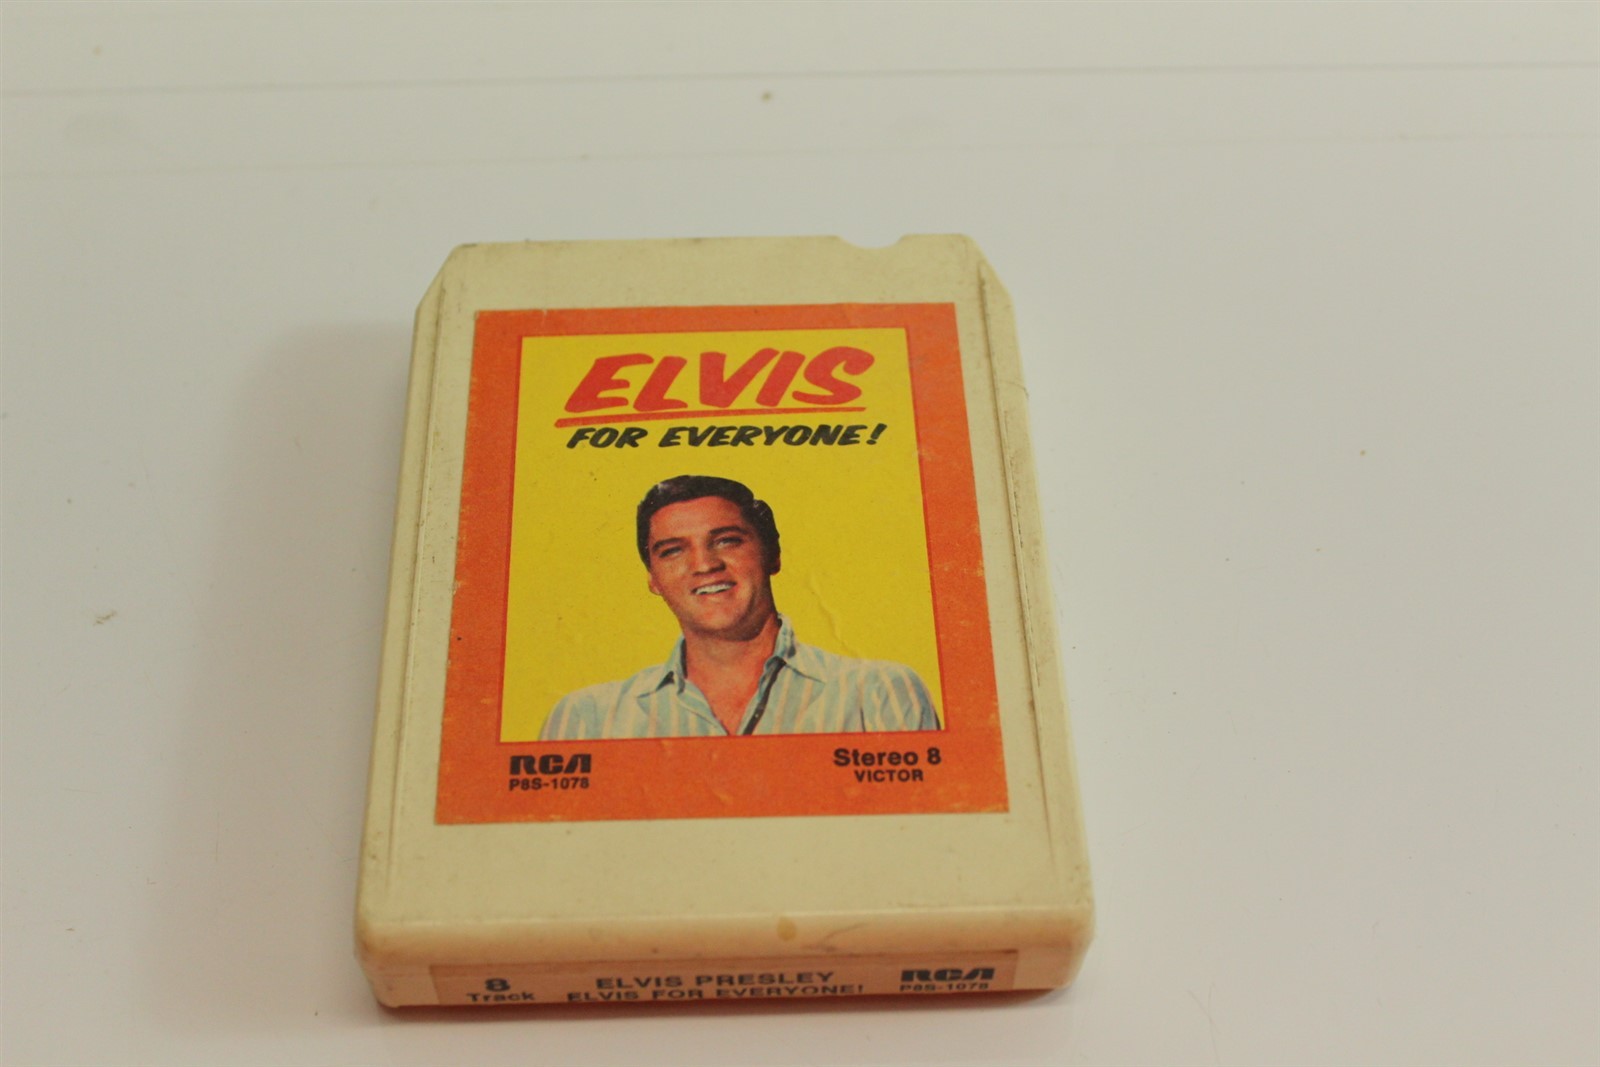 ELVIS
FOR EVERYONE!
RCA
P8S-1078
Stereo 8
VICTOR
8
Track
ELVIS PRESLEY
ELVIS FOR EVERYONE!
RCA
P8S-1078